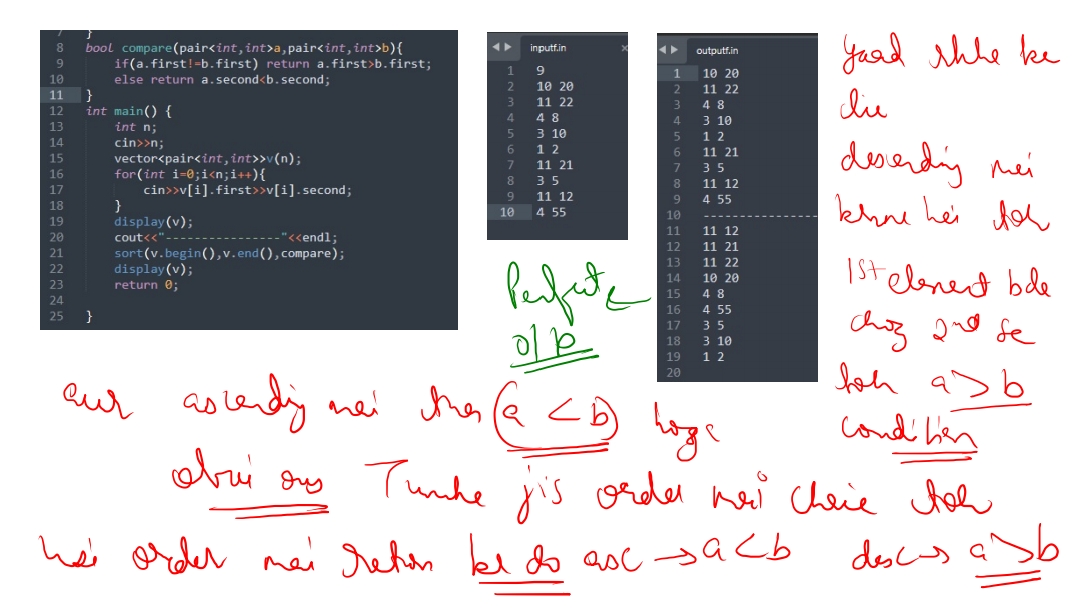 7 }
8 bool compare(pair<int,int>a,pair<int,int>b){
9 if(a.first!=b.first) return a.first>b.first;
10 else return a.second<b.second;
11 }
12 int main() {
13 int n;
14 cin>>n;
15 vector<pair<int,int>>v(n);
16 for(int i=0;i<n;i++){
17 cin>>v[i].first>>v[i].second;
18 }
19 display(v);
20 cout<<"-----------------"<<endl;
21 sort(v.begin(),v.end(),compare);
22 display(v);
23 return 0;
24
25 }
inputf.in
1 9
2 10 20
3 11 22
4 4 8
5 3 10
6 1 2
7 11 21
8 3 5
9 11 12
10 4 55
outputf.in
1 10 20
2 11 22
3 4 8
4 3 10
5 1 2
6 11 21
7 3 5
8 11 12
9 4 55
10 -----------------
11 11 12
12 11 21
13 11 22
14 10 20
15 4 8
16 4 55
17 3 5
18 3 10
19 1 2
20
o/p
yaad rkhe ke
lie
descending mei
krne hei toh
1st element bda
chiz 2nd se
toh a > b
condition
aur ascending mei then (a < b) hoga
obvious Tumhe jis order mei chaie toh
usi order mei return kr do asc → a < b desc → a > b